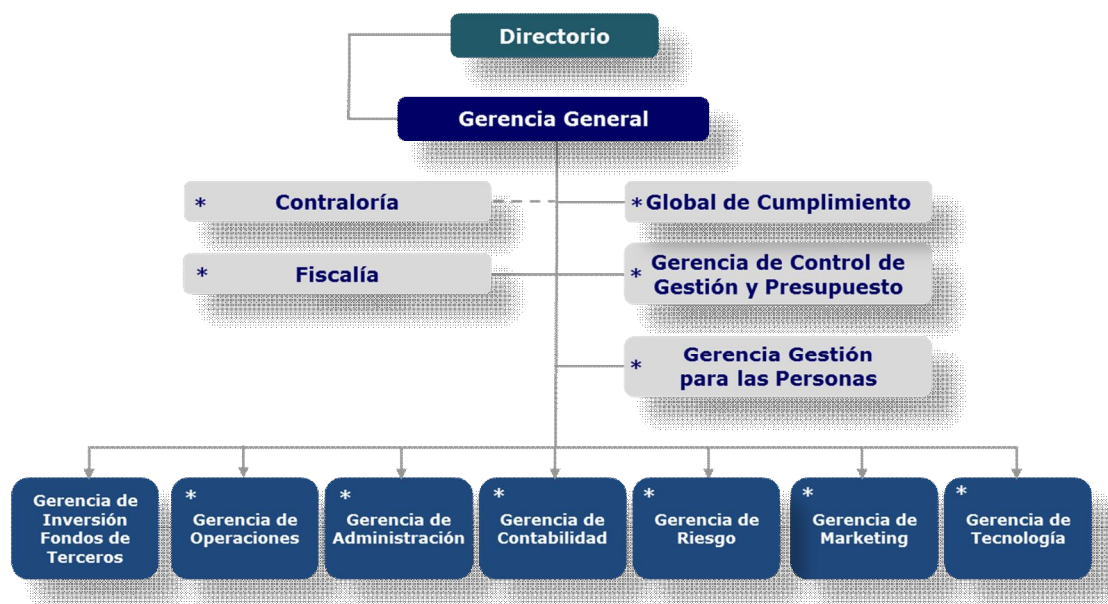 Directorio
Gerencia General
* Contraloría
* Global de Cumplimiento
* Fiscalía
* Gerencia de Control de
Gestión y Presupuesto
* Gerencia Gestión
para las Personas
Gerencia de
Inversión
Fondos de
Terceros
*
Gerencia de
Operaciones
*
Gerencia de
Administración
*
Gerencia de
Contabilidad
*
Gerencia de
Riesgo
*
Gerencia de
Marketing
*
Gerencia de
Tecnología